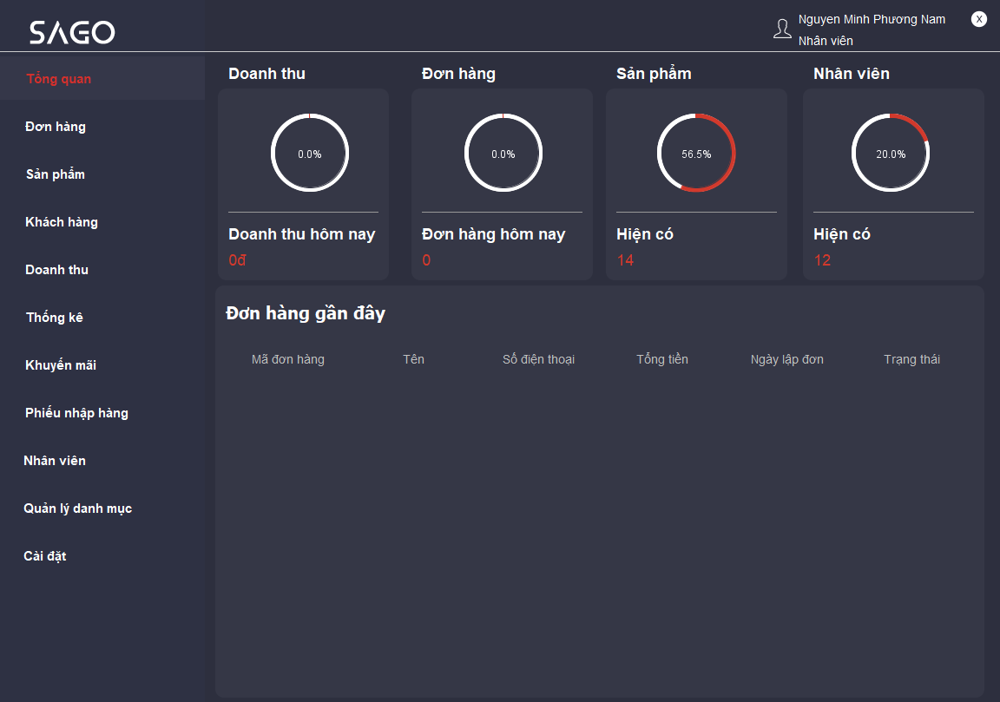 SAGO
Nguyen Minh Phương Nam
X
Nhân viên
Tổng quan
Đơn hàng
Sản phẩm
Khách hàng
Doanh thu
Thống kê
Khuyến mãi
Phiếu nhập hàng
Nhân viên
Quản lý danh mục
Cài đặt
Doanh thu
0.0%
Doanh thu hôm nay
0đ
Đơn hàng
0.0%
Đơn hàng hôm nay
0
Sản phẩm
56.5%
Hiện có
14
Nhân viên
20.0%
Hiện có
12
Đơn hàng gần đây
Mã đơn hàng Tên Số điện thoại Tổng tiền Ngày lập đơn Trạng thái